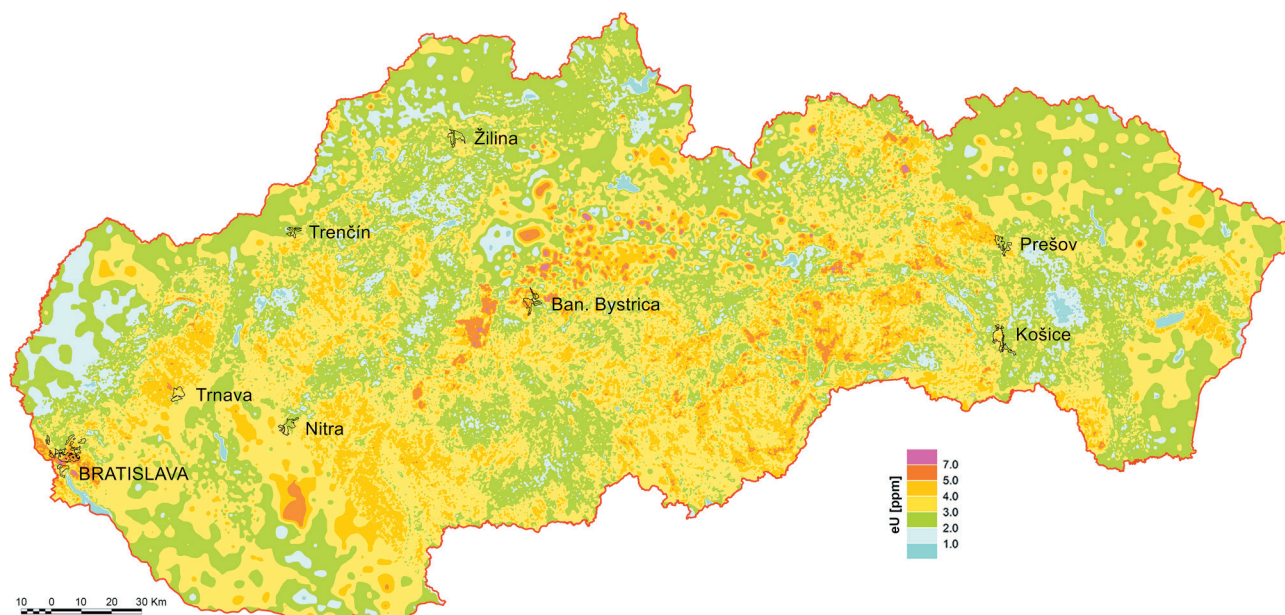 Žilina
Trenčín
Prešov
Ban. Bystrica
Košice
Trnava
Nitra
BRATISLAVA
eU [ppm]
7.0
5.0
4.0
3.0
2.0
1.0
10 0 10 20 30 Km